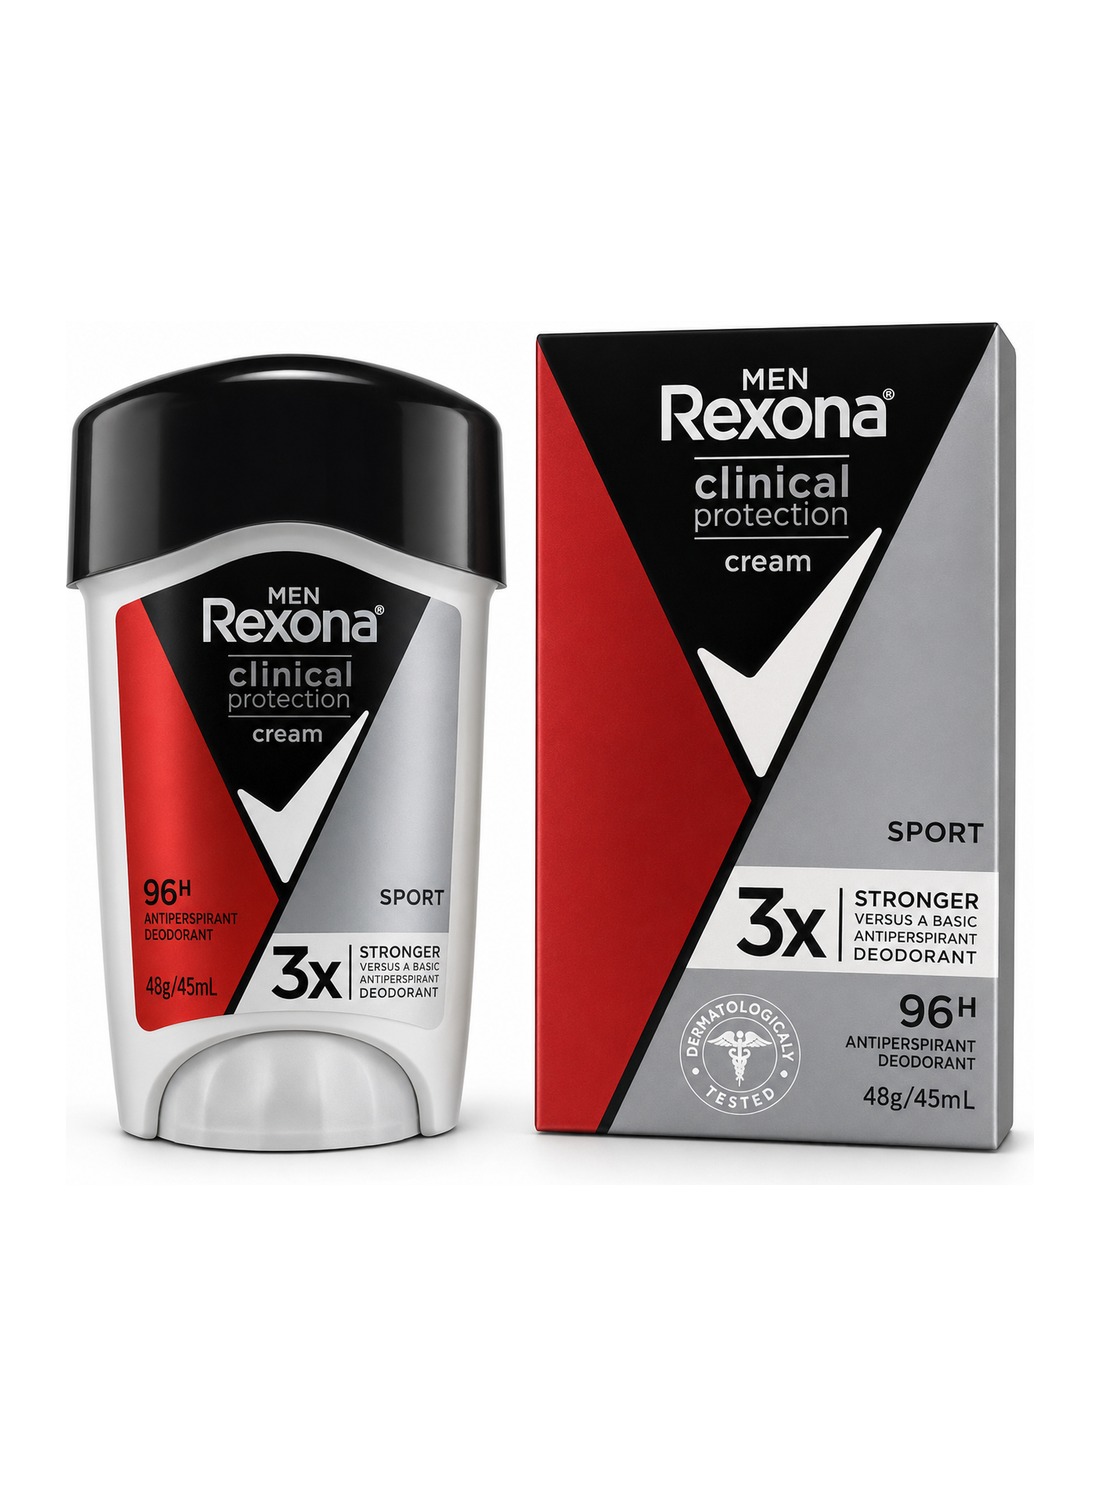 MEN
Rexona®
clinical
protection
cream
96H
ANTIPERSPIRANT
DEODORANT
48g/45mL
SPORT
3x
STRONGER
VERSUS A BASIC
ANTIPERSPIRANT
DEODORANT
MEN
Rexona®
clinical
protection
cream
SPORT
3x
STRONGER
VERSUS A BASIC
ANTIPERSPIRANT
DEODORANT
DERMATOLOGICALY
• TESTED •
96H
ANTIPERSPIRANT
DEODORANT
48g/45mL